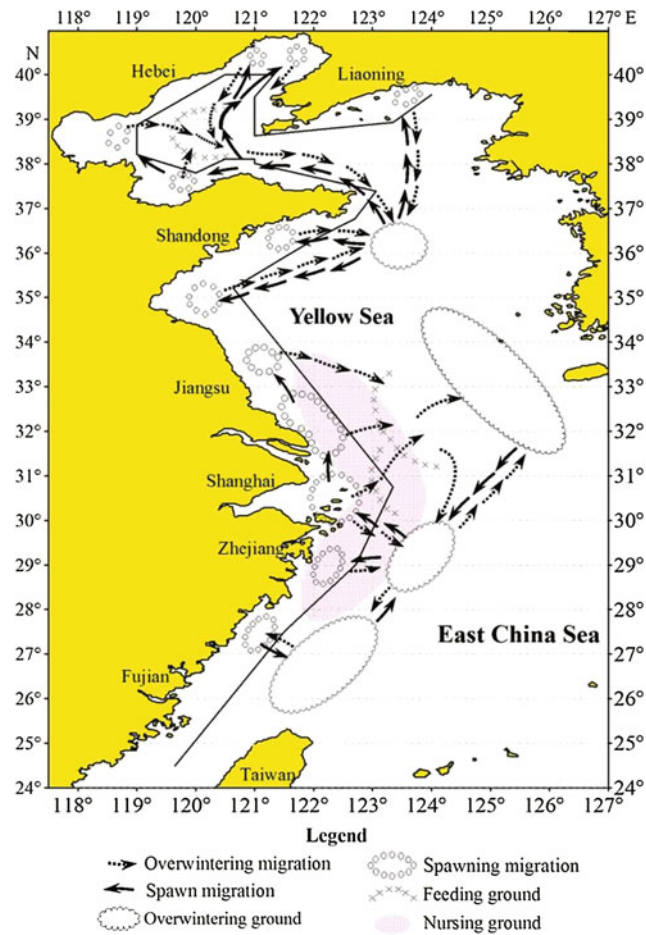 118° 119° 120° 121° 122° 123° 124° 125° 126° 127° E
N
40° Hebei Liaoning 40°
39° 39°
38° 38°
37° 37°
36° Shandong 36°
35° 35°
34° Yellow Sea 34°
33° Jiangsu 33°
32° 32°
31° Shanghai 31°
30° 30°
29° Zhejiang 29°
28° 28°
27° East China Sea 27°
26° Fujian 26°
25° 25°
24° Taiwan 24°
118° 119° 120° 121° 122° 123° 124° 125° 126° 127°
Legend
Overwintering migration
Spawn migration
Overwintering ground
Spawning migration
Feeding ground
Nursing ground